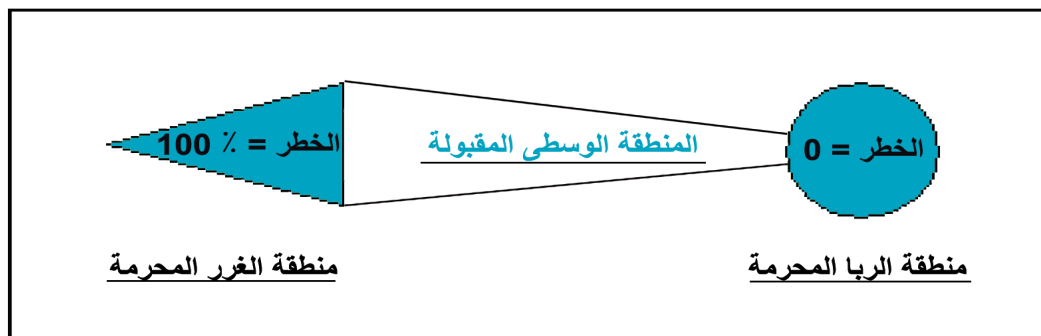 الخطر = 0
المنطقة الوسطى المقبولة
الخطر = ٪ 100
منطقة الربا المحرمة
منطقة الغرر المحرمة